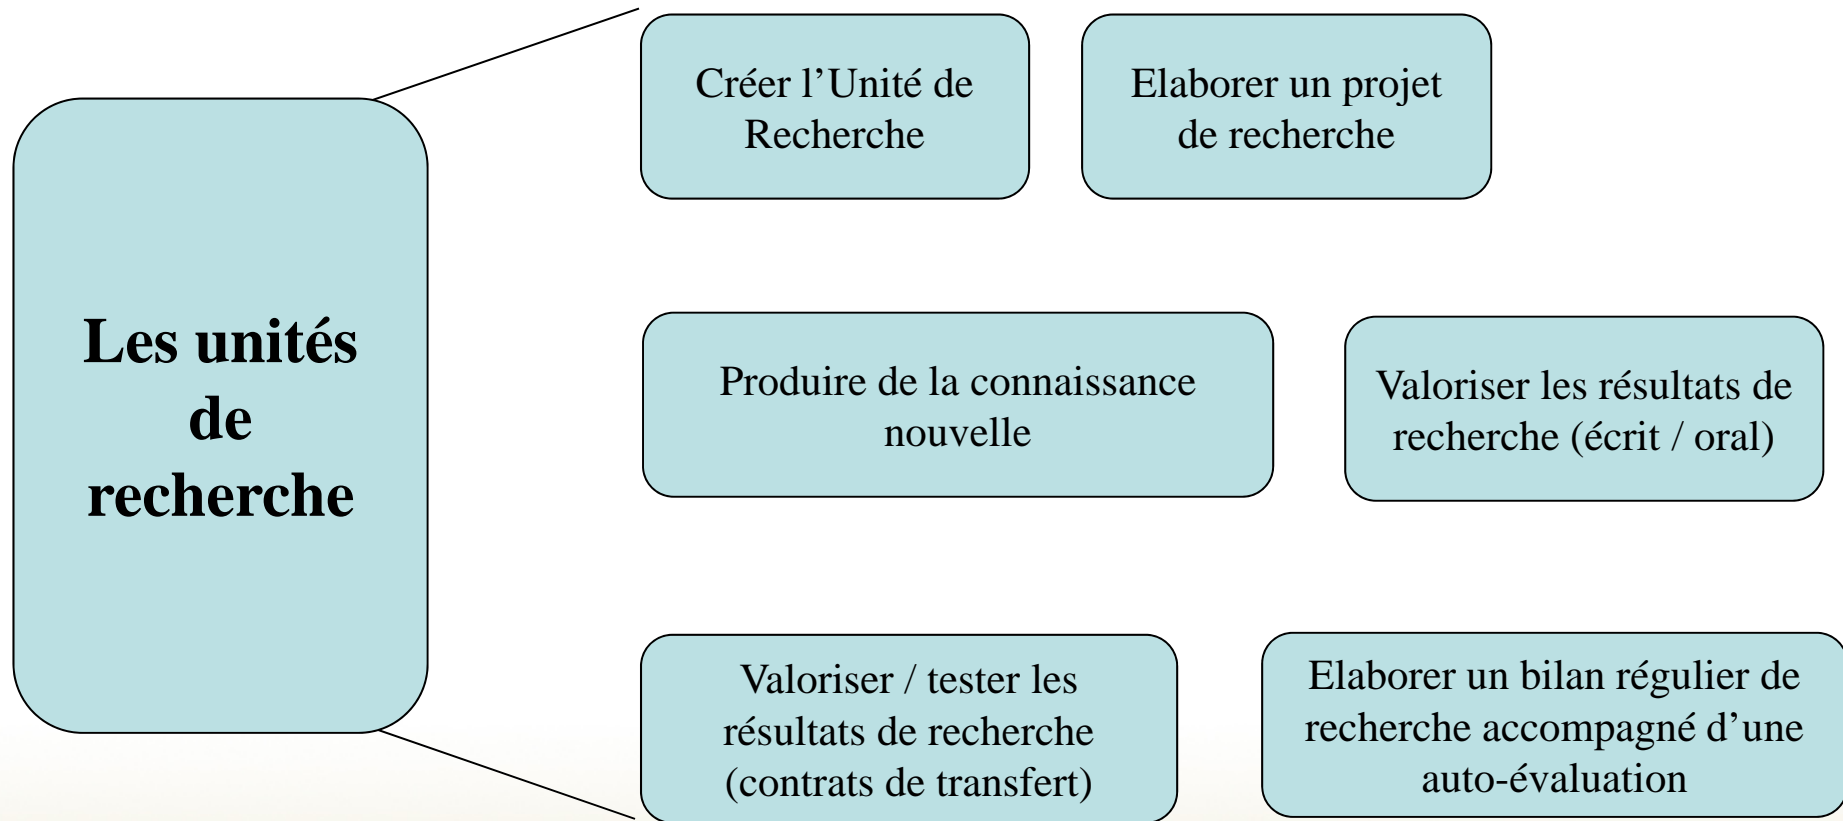 Les unités
de
recherche
Créer l’Unité de
Recherche
Elaborer un projet
de recherche
Produire de la connaissance
nouvelle
Valoriser les résultats de
recherche (écrit / oral)
Valoriser / tester les
résultats de recherche
(contrats de transfert)
Elaborer un bilan régulier de
recherche accompagné d’une
auto-évaluation